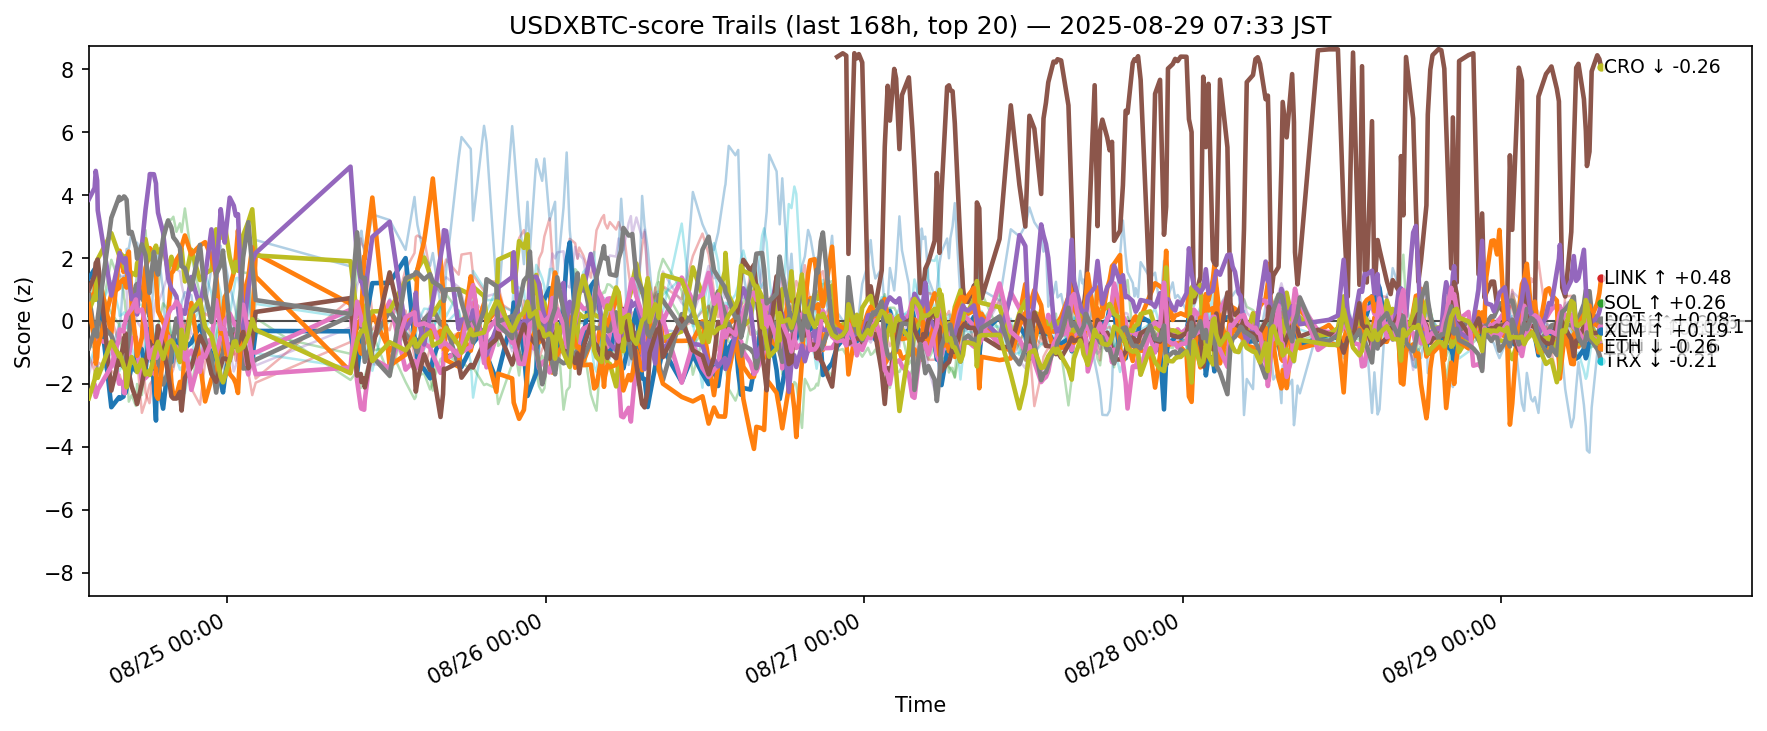 USDXBTC-score Trails (last 168h, top 20) — 2025-08-29 07:33 JST
Score (z)
8
6
4
2
0
−2
−4
−6
−8
CRO ↓ -0.26
LINK ↑ +0.48
SOL ↑ +0.26
DOT ↑ +0.08
XLM ↑ +0.19
ETH ↓ -0.26
TRX ↓ -0.21
08/25 00:00
08/26 00:00
08/27 00:00
08/28 00:00
08/29 00:00
Time